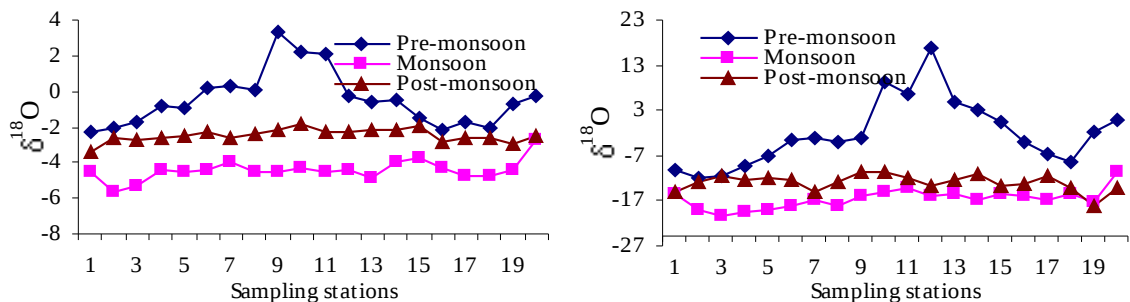 4
2
0
-2
-4
-6
-8
δ18O
Pre-monsoon
Monsoon
Post-monsoon
1 3 5 7 9 11 13 15 17 19
Sampling stations
23
13
3
-7
-17
-27
δ18O
Pre-monsoon
Monsoon
Post-monsoon
1 3 5 7 9 11 13 15 17 19
Sampling stations